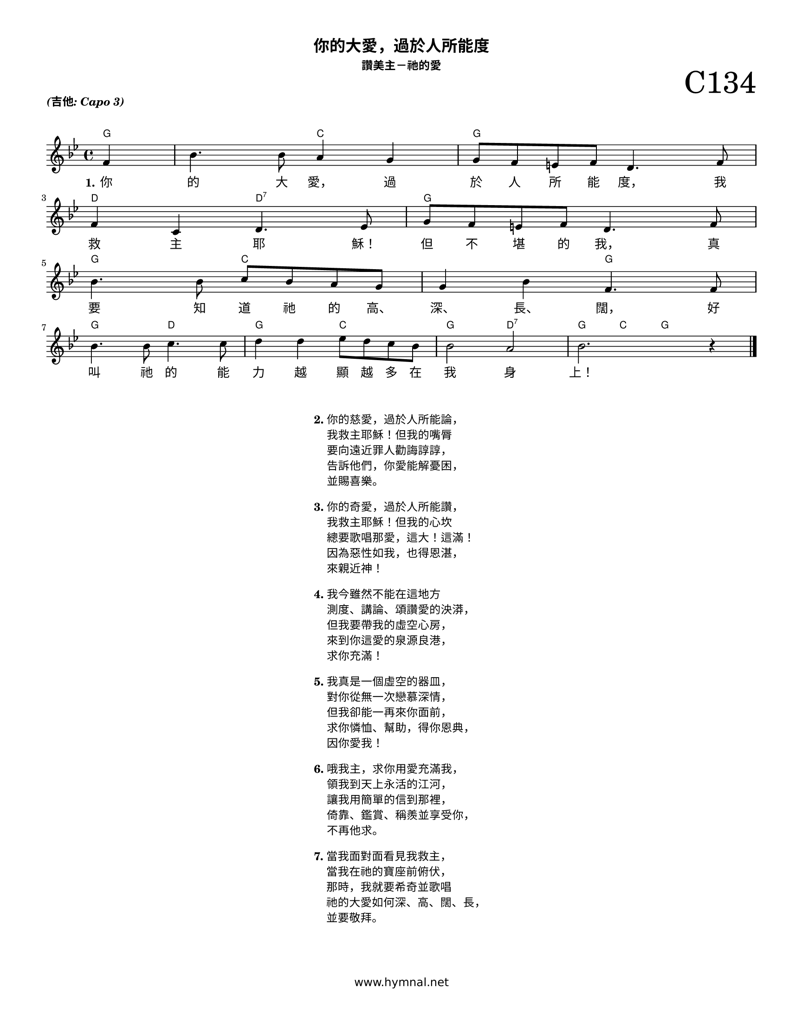 你的大愛，過於人所能度
讚美主－祂的愛
C134
(吉他: Capo 3)
G C G
1. 你 的 大 愛， 過 於 人 所 能 度， 我
3 D D7 G
救 主 耶 穌！ 但 不 堪 的 我， 真
5 G C G
要 知 道 祂 的 高、 深、 長、 闊， 好
7 G D G C G D7 G C G
叫 祂 的 能 力 越 顯 越 多 在 我 身 上！
2. 你的慈愛，過於人所能論，
我救主耶穌！但我的嘴脣
要向遠近罪人勸誨諄諄，
告訴他們，你愛能解憂困，
並賜喜樂。
3. 你的奇愛，過於人所能讚，
我救主耶穌！但我的心坎
總要歌唱那愛，這大！這滿！
因為惡性如我，也得恩湛，
來親近神！
4. 我今雖然不能在這地方
測度、講論、頌讚愛的泱漭，
但我要帶我的虛空心房，
來到你這愛的泉源良港，
求你充滿！
5. 我真是一個虛空的器皿，
對你從無一次戀慕深情，
但我卻能一再來你面前，
求你憐恤、幫助，得你恩典，
因你愛我！
6. 哦我主，求你用愛充滿我，
領我到天上永活的江河，
讓我用簡單的信到那裡，
倚靠、鑑賞、稱羨並享受你，
不再他求。
7. 當我面對面看見我救主，
當我在祂的寶座前俯伏，
那時，我就要希奇並歌唱
祂的大愛如何深、高、闊、長，
並要敬拜。
www.hymnal.net